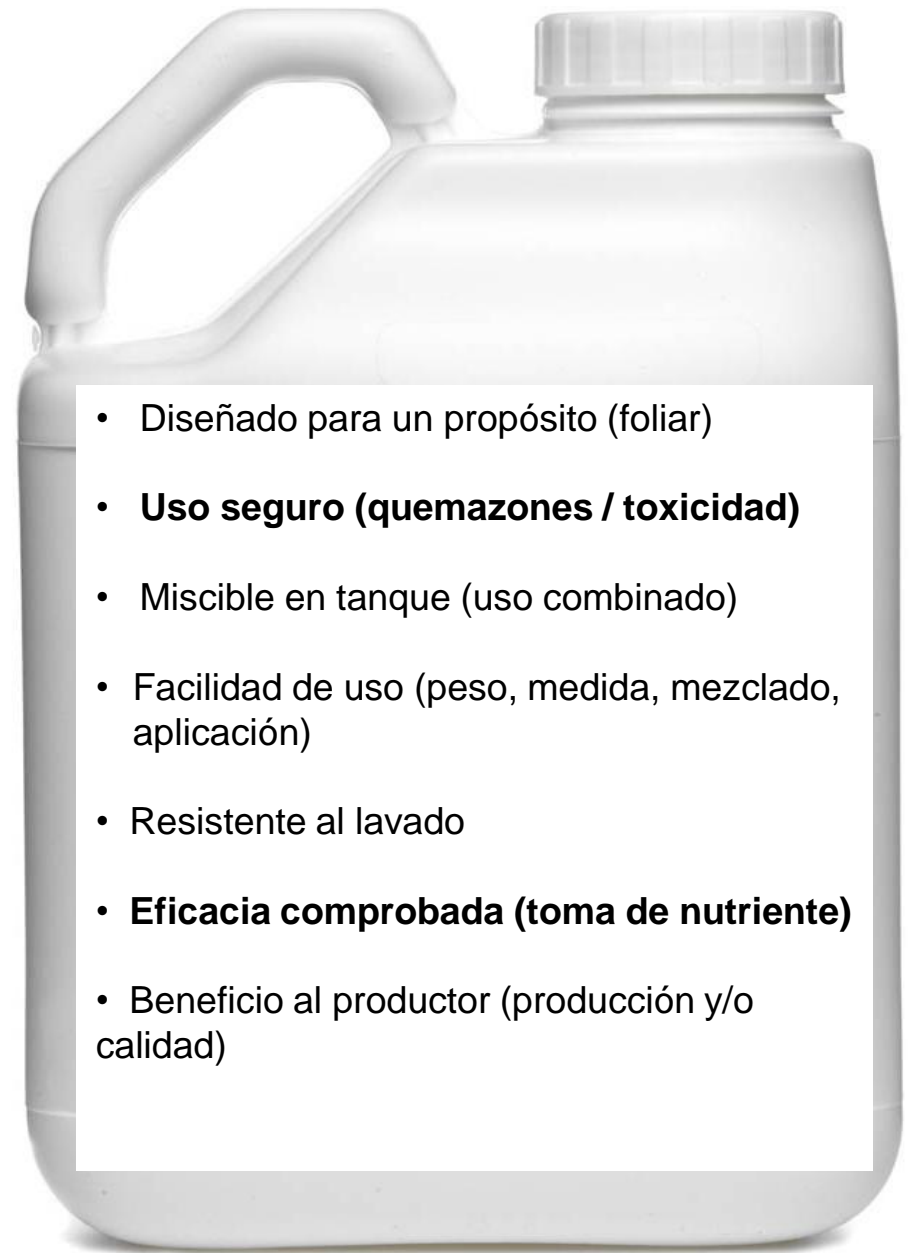 • Diseñado para un propósito (foliar)
• Uso seguro (quemazones / toxicidad)
• Miscible en tanque (uso combinado)
• Facilidad de uso (peso, medida, mezclado,
aplicación)
• Resistente al lavado
• Eficacia comprobada (toma de nutriente)
• Beneficio al productor (producción y/o
calidad)